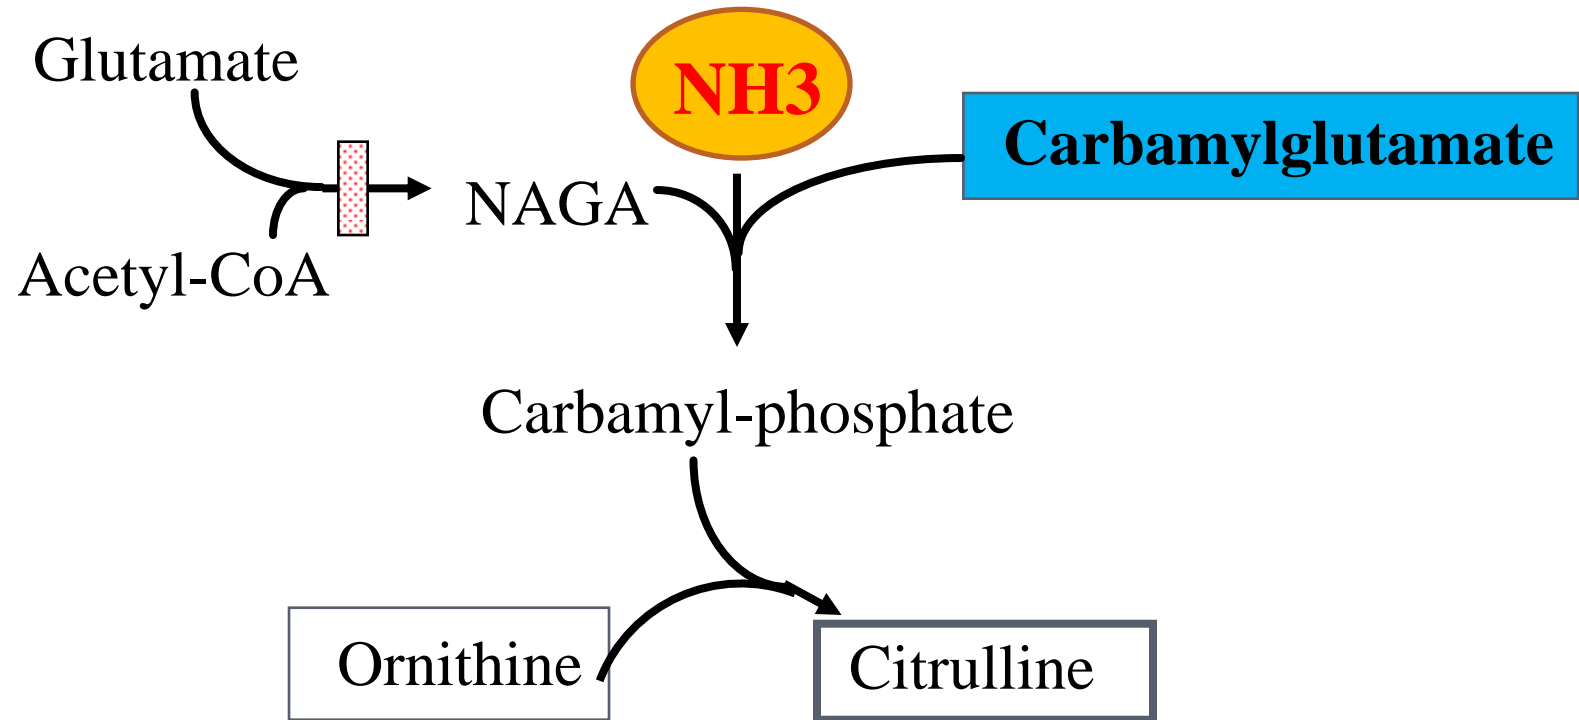 Glutamate
NH3
Carbamylglutamate
NAGA
Acetyl-CoA
Carbamyl-phosphate
Ornithine
Citrulline